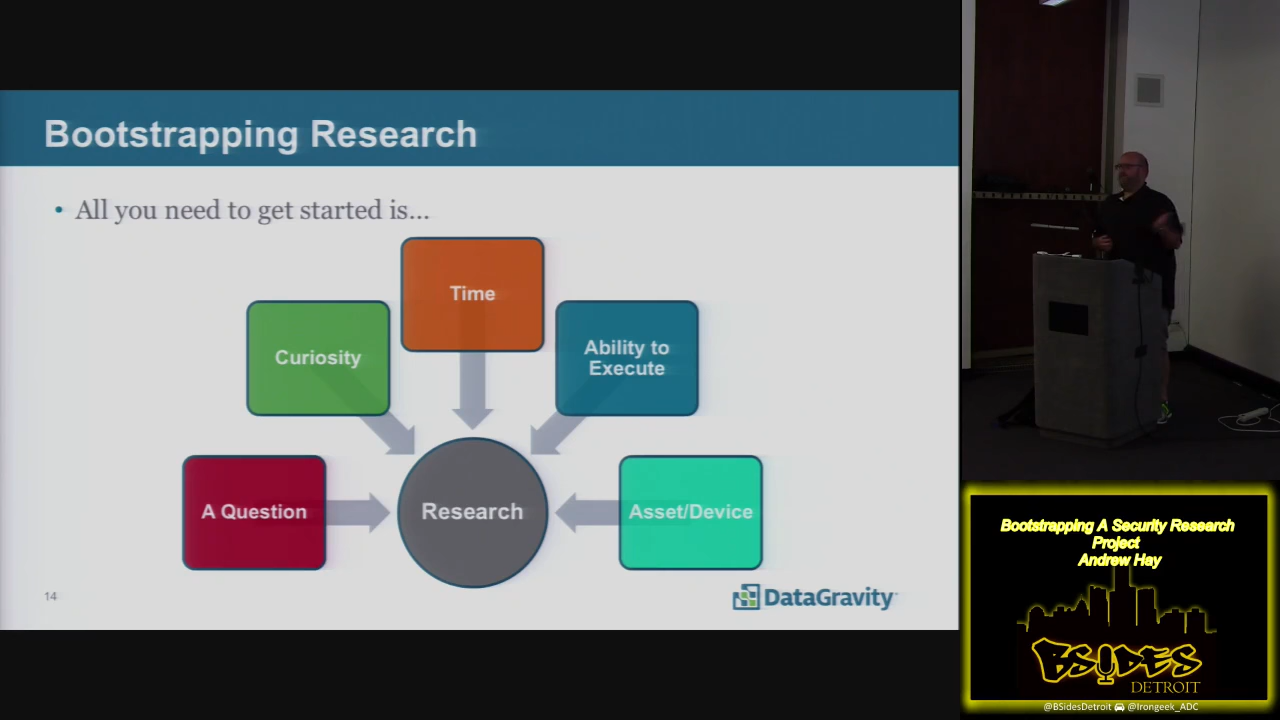 Bootstrapping Research
• All you need to get started is...
Time
Curiosity
Ability to
Execute
A Question
Research
Asset/Device
14
DataGravity
Bootstrapping A Security Research
Project
Andrew Hay
BSIDES
DETROIT
@BSidesDetroit @Irongeek_ADC